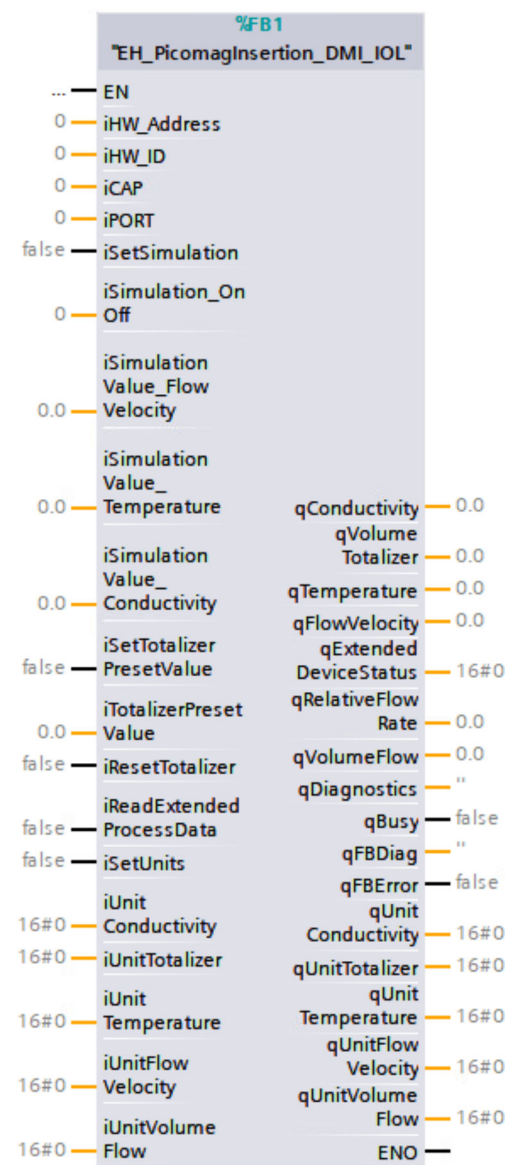 %FB1
"EH_PicomagInsertion_DMI_IOL"
... EN
0 iHW_Address
0 iHW_ID
0 iCAP
0 iPORT
false iSetSimulation
iSimulation_On
0 Off
iSimulation
Value_Flow
0.0 Velocity
iSimulation
Value_
0.0 Temperature
iSimulation
Value_
0.0 Conductivity
iSetTotalizer
false PresetValue
iTotalizerPreset
0.0 Value
false iResetTotalizer
iReadExtended
false ProcessData
false iSetUnits
iUnit
16#0 Conductivity
16#0 iUnitTotalizer
iUnit
16#0 Temperature
iUnitFlow
16#0 Velocity
iUnitVolume
16#0 Flow
qConductivity 0.0
qVolume
Totalizer 0.0
qTemperature 0.0
qFlowVelocity 0.0
qExtended
DeviceStatus 16#0
qRelativeFlow
Rate 0.0
qVolumeFlow 0.0
qDiagnostics ''
qBusy false
qFBDiag ''
qFBError false
qUnit
Conductivity 16#0
qUnitTotalizer 16#0
qUnit
Temperature 16#0
qUnitFlow
Velocity 16#0
qUnitVolume
Flow 16#0
ENO